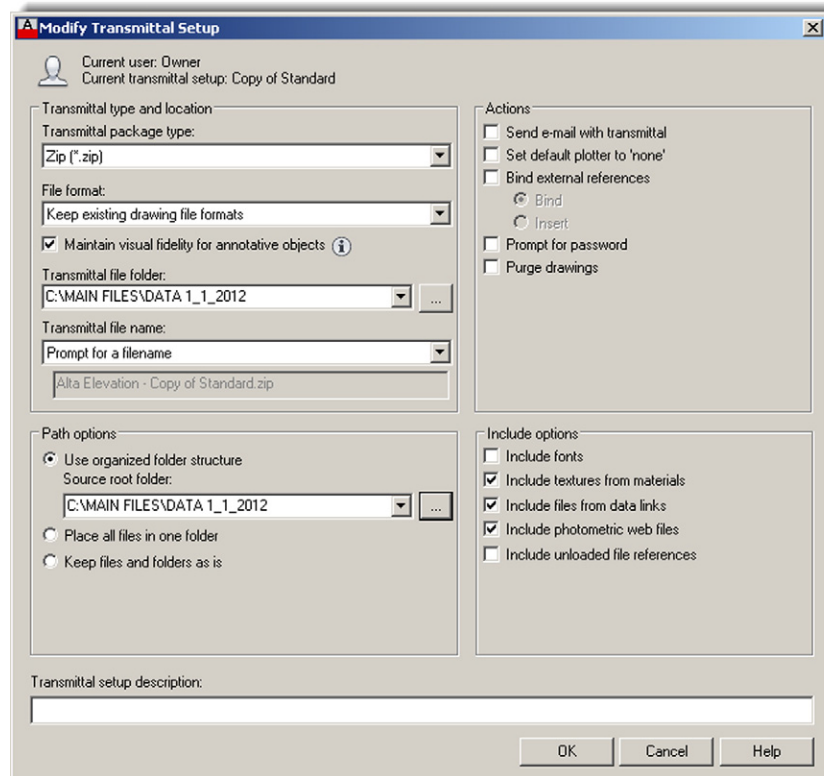 Modify Transmittal Setup
Current user: Owner
Current transmittal setup: Copy of Standard
Transmittal type and location
Transmittal package type:
Zip (*.zip)
File format:
Keep existing drawing file formats
Maintain visual fidelity for annotative objects
Transmittal file folder:
C:\MAIN FILES\DATA 1_1_2012
...
Transmittal file name:
Prompt for a filename
Alta Elevation - Copy of Standard.zip
Actions
Send e-mail with transmittal
Set default plotter to 'none'
Bind external references
Bind
Insert
Prompt for password
Purge drawings
Path options
Use organized folder structure
Source root folder:
C:\MAIN FILES\DATA 1_1_2012
...
Place all files in one folder
Keep files and folders as is
Include options
Include fonts
Include textures from materials
Include files from data links
Include photometric web files
Include unloaded file references
Transmittal setup description:
OK
Cancel
Help